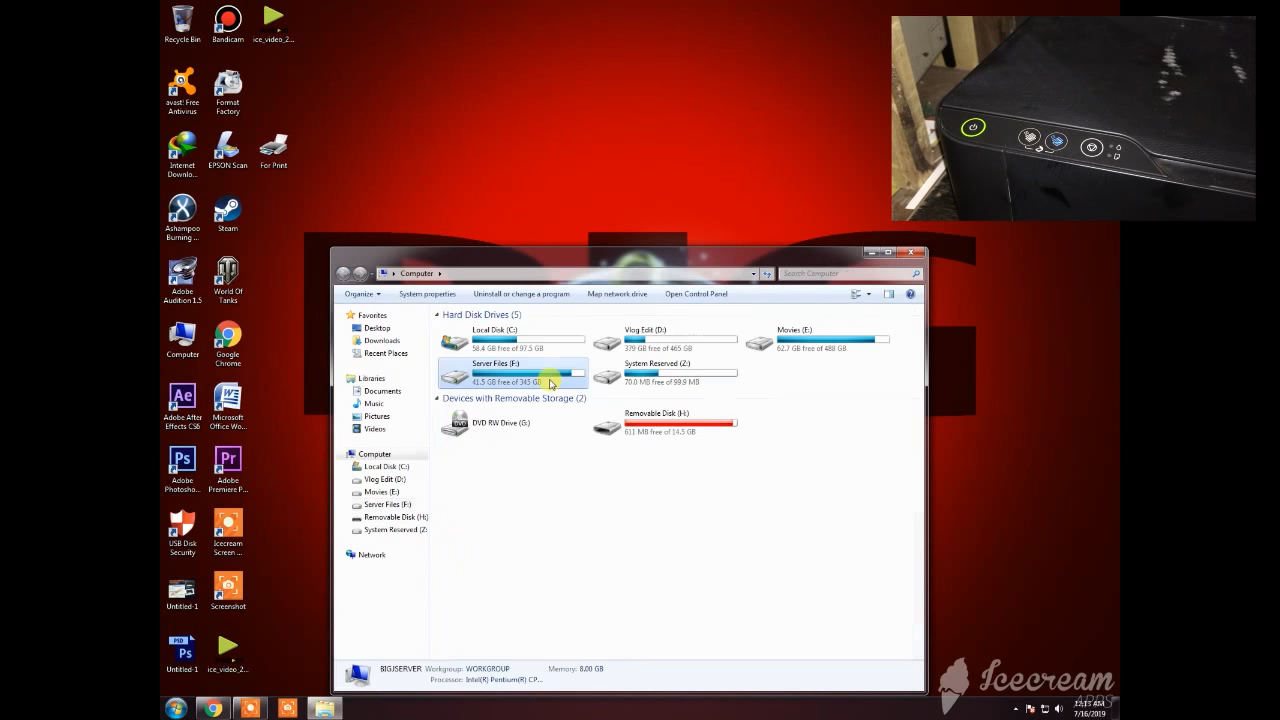 Recycle Bin
Bandicam
ice_video_2...
avast! Free Antivirus
Format Factory
Internet Downlo...
EPSON Scan
For Print
Ashampoo Burning ...
Steam
Adobe Audition 1.5
World Of Tanks
Computer
Google Chrome
Adobe After Effects CS6
Microsoft Office Wo...
Adobe Photosho...
Adobe Premiere P...
USB Disk Security
Icecream Screen ...
Untitled-1
Screenshot
Untitled-1
ice_video_2...
Computer
Search Computer
Organize
System properties
Uninstall or change a program
Map network drive
Open Control Panel
Favorites
Desktop
Downloads
Recent Places
Libraries
Documents
Music
Pictures
Videos
Computer
Local Disk (C:)
Vlog Edit (D:)
Movies (E:)
Server Files (F:)
Removable Disk (H:
System Reserved (Z:
Network
Hard Disk Drives (5)
Local Disk (C:)
58.4 GB free of 97.5 GB
Vlog Edit (D:)
379 GB free of 465 GB
Movies (E:)
62.7 GB free of 488 GB
Server Files (F:)
41.5 GB free of 345 GB
System Reserved (Z:)
70.8 MB free of 99.9 MB
Devices with Removable Storage (2)
DVD RW Drive (G:)
Removable Disk (H:)
611 MB free of 14.5 GB
BIGJSERVER Workgroup: WORKGROUP Memory: 8.00 GB
Processor: Intel(R) Pentium(R) CP...
Icecream
APPS
12:13 AM
7/16/2019